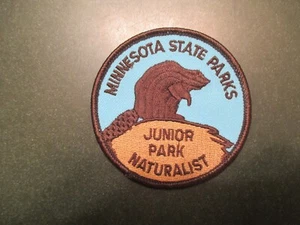 MINNESOTA STATE PARKS
JUNIOR
PARK
NATURALIST